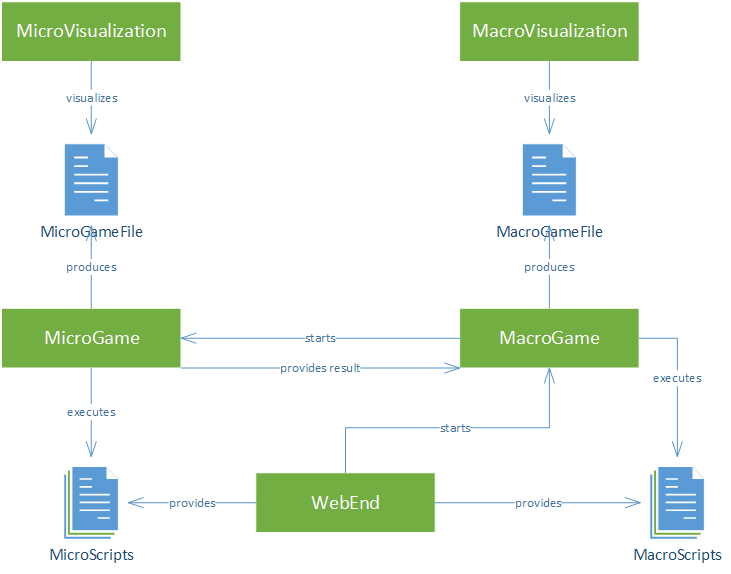 MicroVisualization
MacroVisualization
visualizes
visualizes
MicroGameFile
MacroGameFile
produces
produces
MicroGame
starts
MacroGame
provides result
executes
executes
starts
provides
WebEnd
provides
MicroScripts
MacroScripts